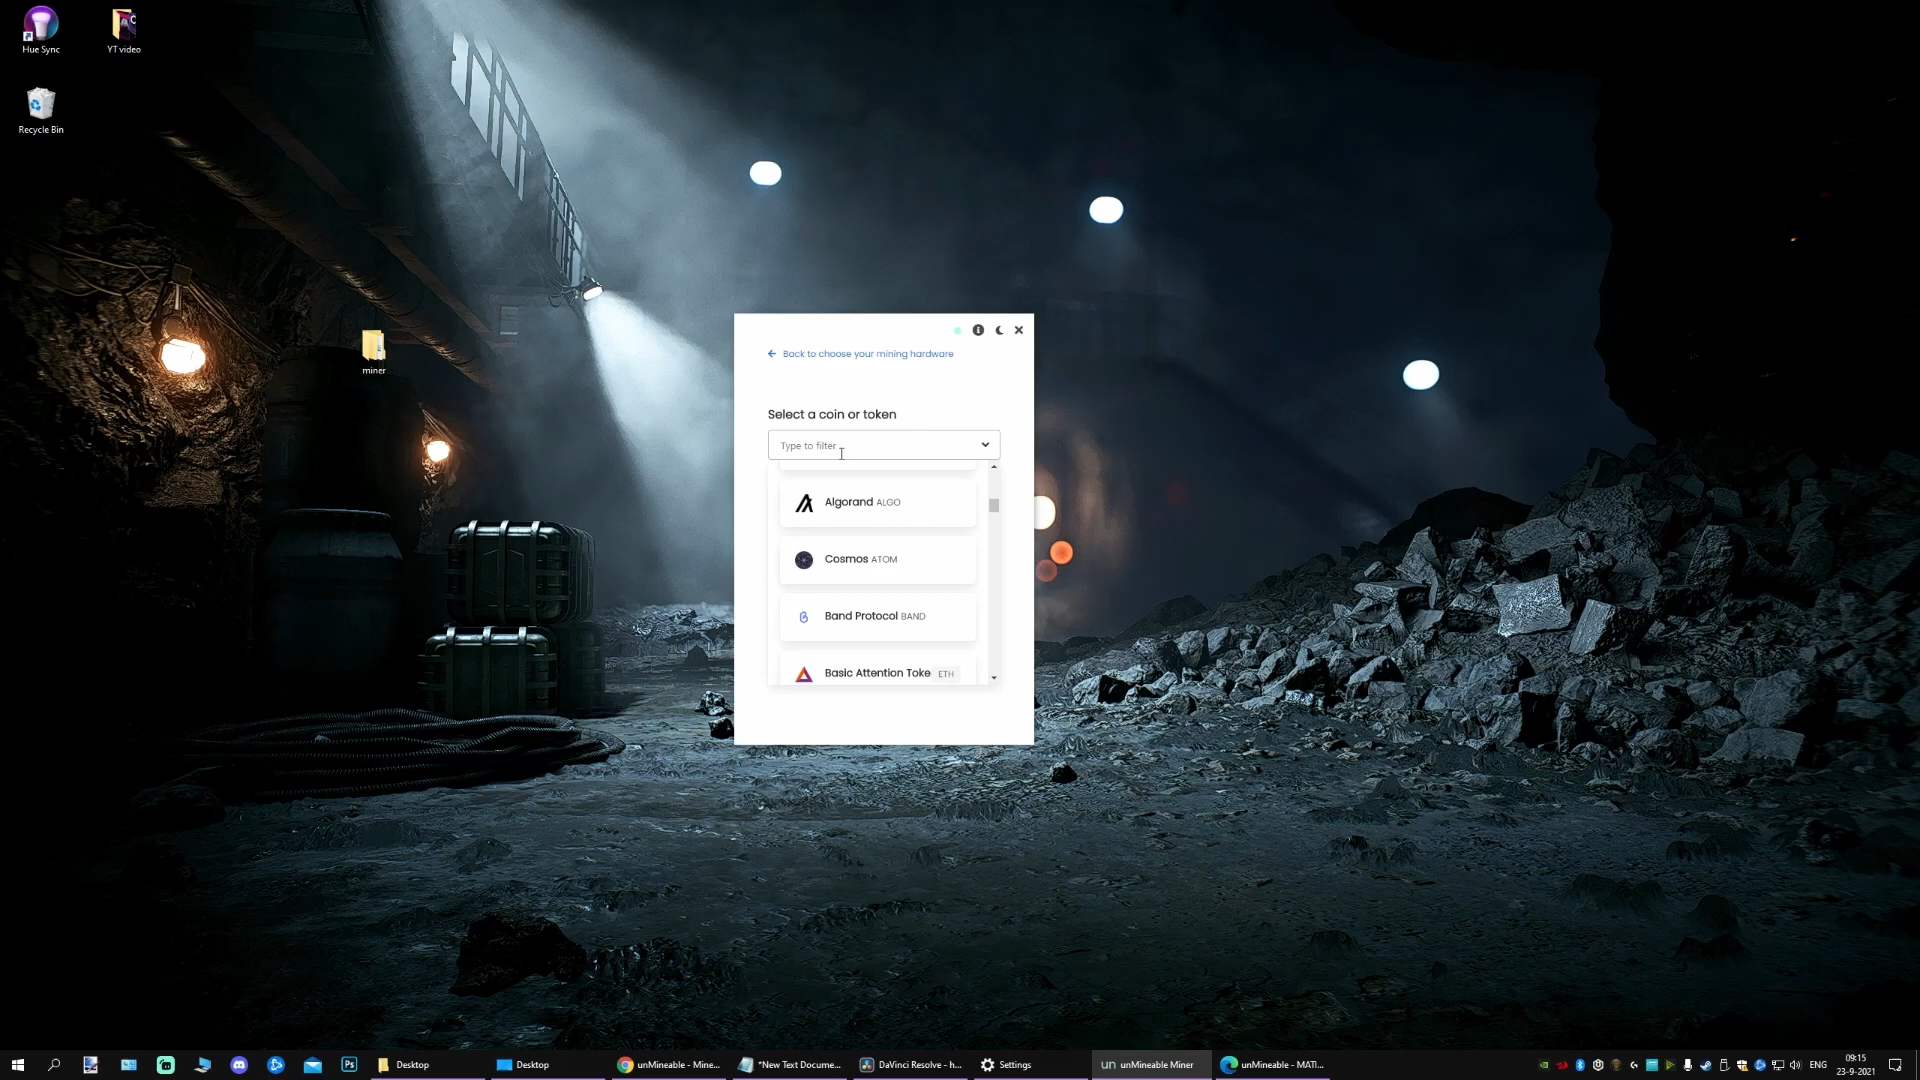 Hue Sync
YT video
Recycle Bin
miner
Back to choose your mining hardware
Select a coin or token
Type to filter
Algorand ALGO
Cosmos ATOM
Band Protocol BAND
Basic Attention Toke ETH
Ps
Desktop
Desktop
unMineable - Mine...
*New Text Docume...
DaVinci Resolve - h...
Settings
un
unMineable Miner
unMineable - MATI...
ENG
09:15
23-9-2021